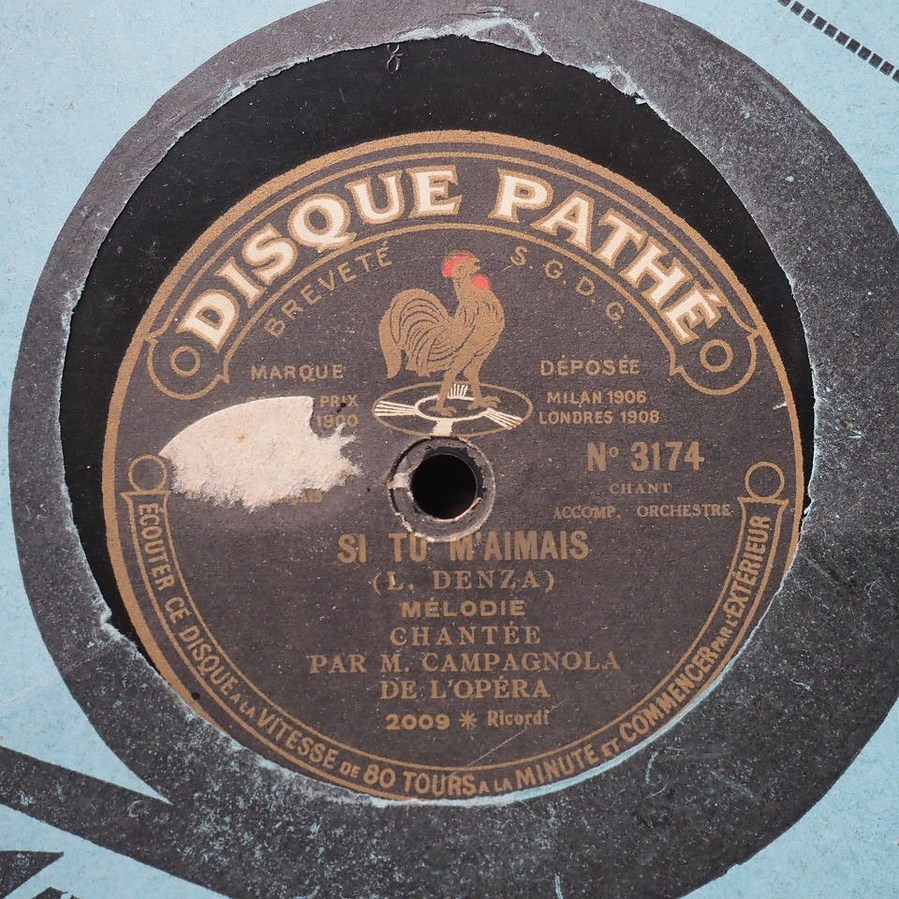 DISQUE PATHÉ
BREVETÉ S.G.D.G.
MARQUE DÉPOSÉE
PRIX MILAN 1906
1900 LONDRES 1908
Nº 3174
CHANT
ACCOMP. ORCHESTRE
SI TU M'AIMAIS
(L. DENZA)
MÉLODIE
CHANTÉE
PAR M. CAMPAGNOLA
DE L'OPÉRA
2009 * Ricordi
ÉCOUTER CE DISQUE A LA VITESSE DE 80 TOURS A LA MINUTE ET COMMENCER PAR L'EXTÉRIEUR